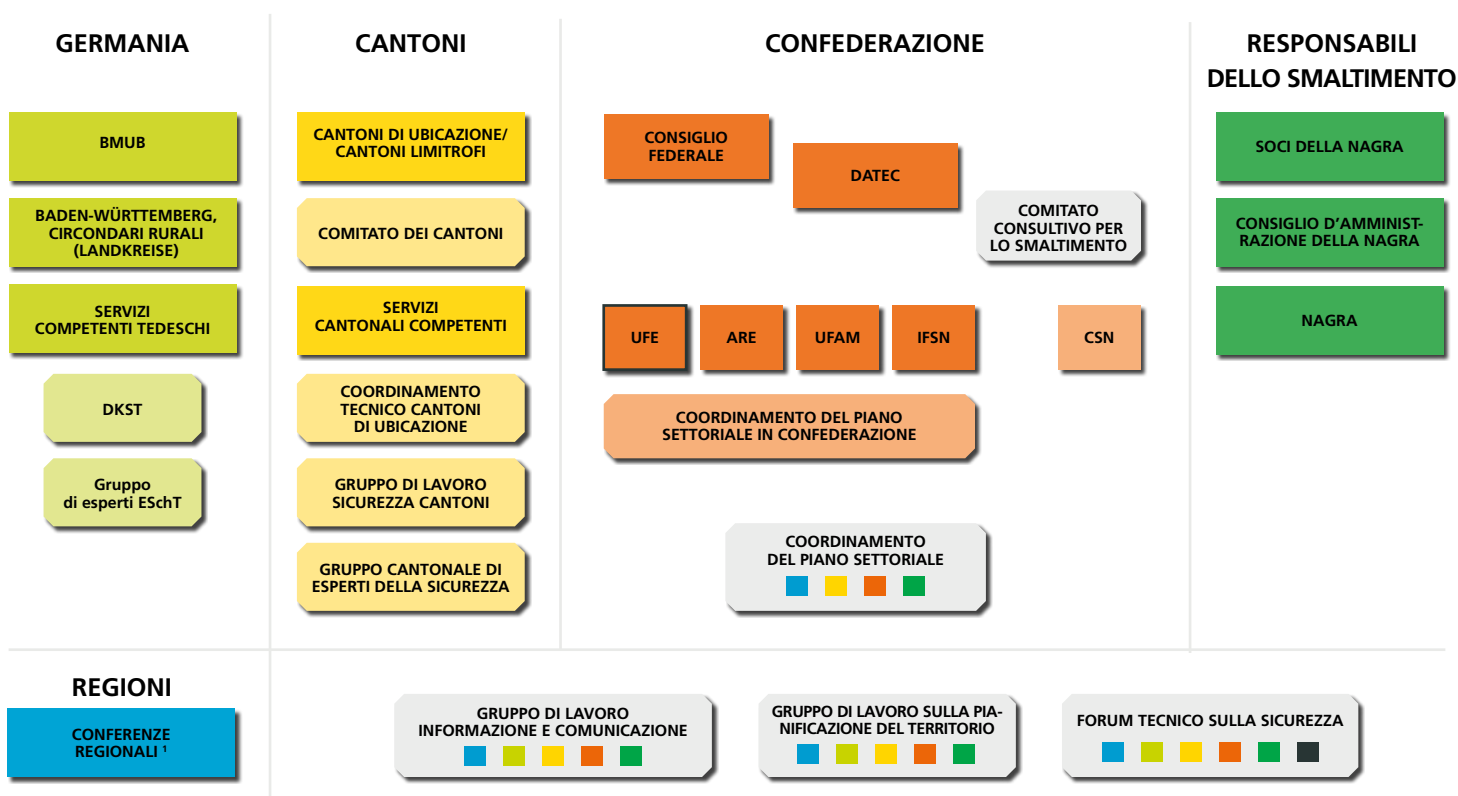 GERMANIA
BMUB
BADEN-WÜRTTEMBERG,
CIRCONDARI RURALI
(LANDKREISE)
SERVIZI
COMPETENTI TEDESCHI
DKST
Gruppo
di esperti ESchT
CANTONI
CANTONI DI UBICAZIONE/
CANTONI LIMITROFI
COMITATO DEI CANTONI
SERVIZI
CANTONALI COMPETENTI
COORDINAMENTO
TECNICO CANTONI
DI UBICAZIONE
GRUPPO DI LAVORO
SICUREZZA CANTONI
GRUPPO CANTONALE DI
ESPERTI DELLA SICUREZZA
CONFEDERAZIONE
CONSIGLIO
FEDERALE
DATEC
COMITATO
CONSULTIVO PER
LO SMALTIMENTO
UFE
ARE
UFAM
IFSN
CSN
COORDINAMENTO DEL PIANO
SETTORIALE IN CONFEDERAZIONE
COORDINAMENTO
DEL PIANO SETTORIALE
RESPONSABILI
DELLO SMALTIMENTO
SOCI DELLA NAGRA
CONSIGLIO D'AMMINIST-
RAZIONE DELLA NAGRA
NAGRA
REGIONI
CONFERENZE
REGIONALI ¹
GRUPPO DI LAVORO
INFORMAZIONE E COMUNICAZIONE
GRUPPO DI LAVORO SULLA PIA-
NIFICAZIONE DEL TERRITORIO
FORUM TECNICO SULLA SICUREZZA